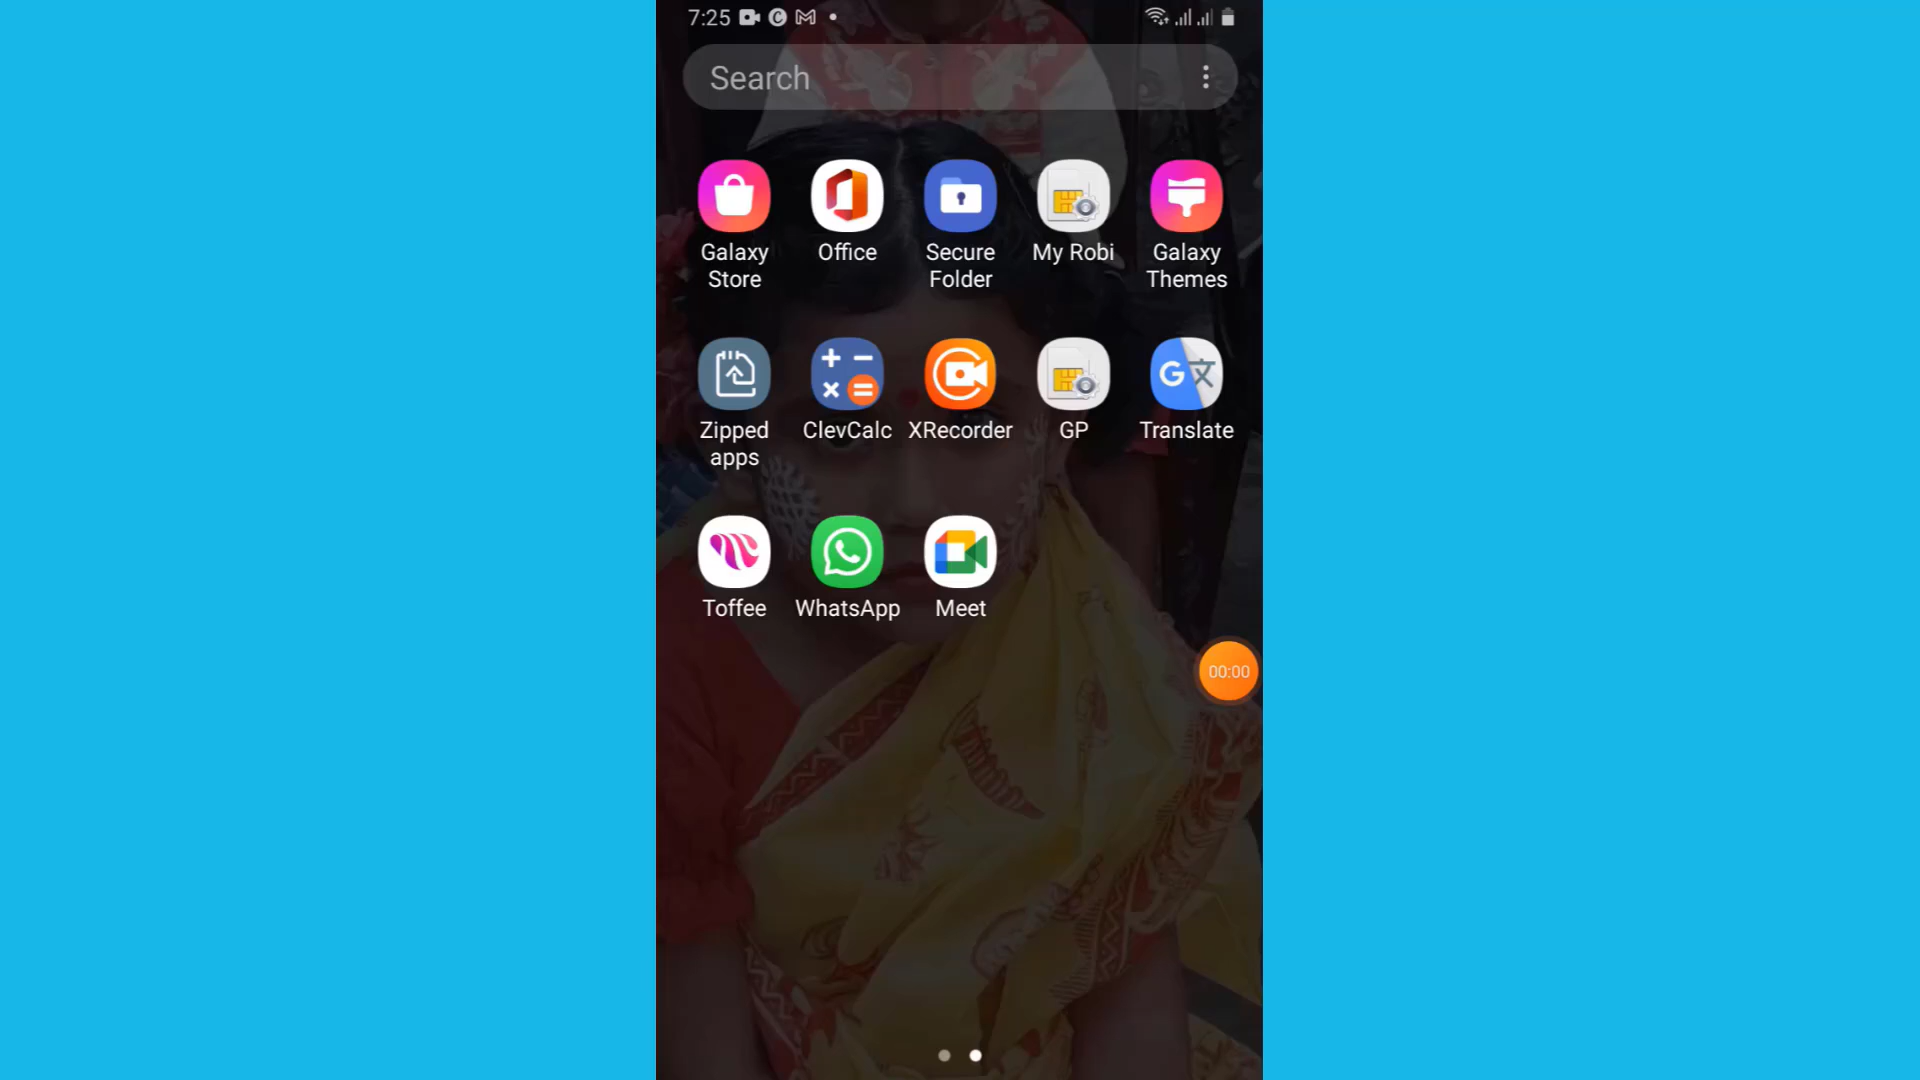 7:25
Search
Galaxy Store
Office
Secure Folder
My Robi
Galaxy Themes
Zipped apps
ClevCalc
XRecorder
GP
Translate
Toffee
WhatsApp
Meet
00:00